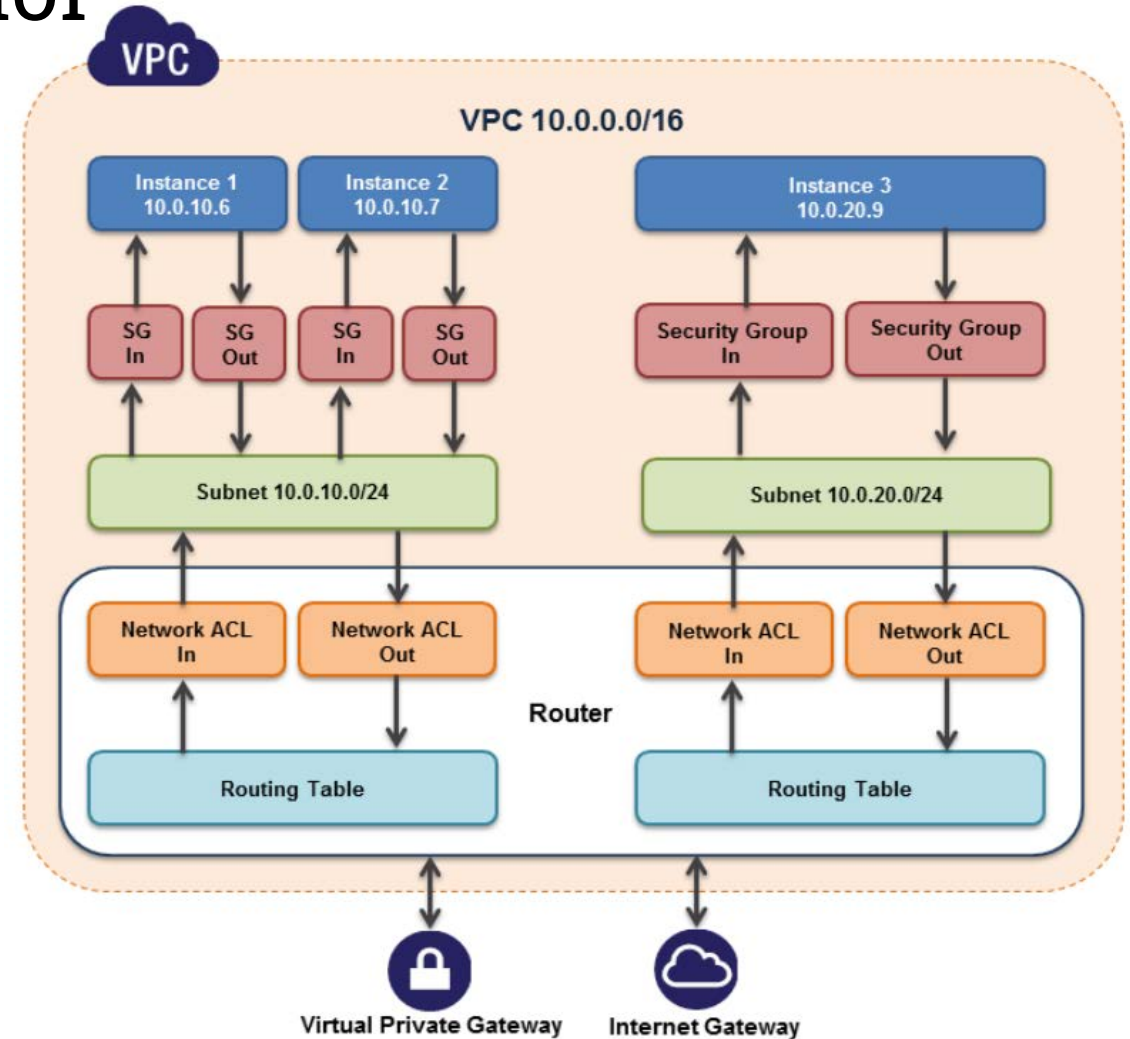 VPC
VPC 10.0.0.0/16
Instance 1
10.0.10.6
Instance 2
10.0.10.7
Instance 3
10.0.20.9
SG
In
SG
Out
SG
In
SG
Out
Security Group
In
Security Group
Out
Subnet 10.0.10.0/24
Subnet 10.0.20.0/24
Network ACL
In
Network ACL
Out
Network ACL
In
Network ACL
Out
Router
Routing Table
Routing Table
Virtual Private Gateway
Internet Gateway